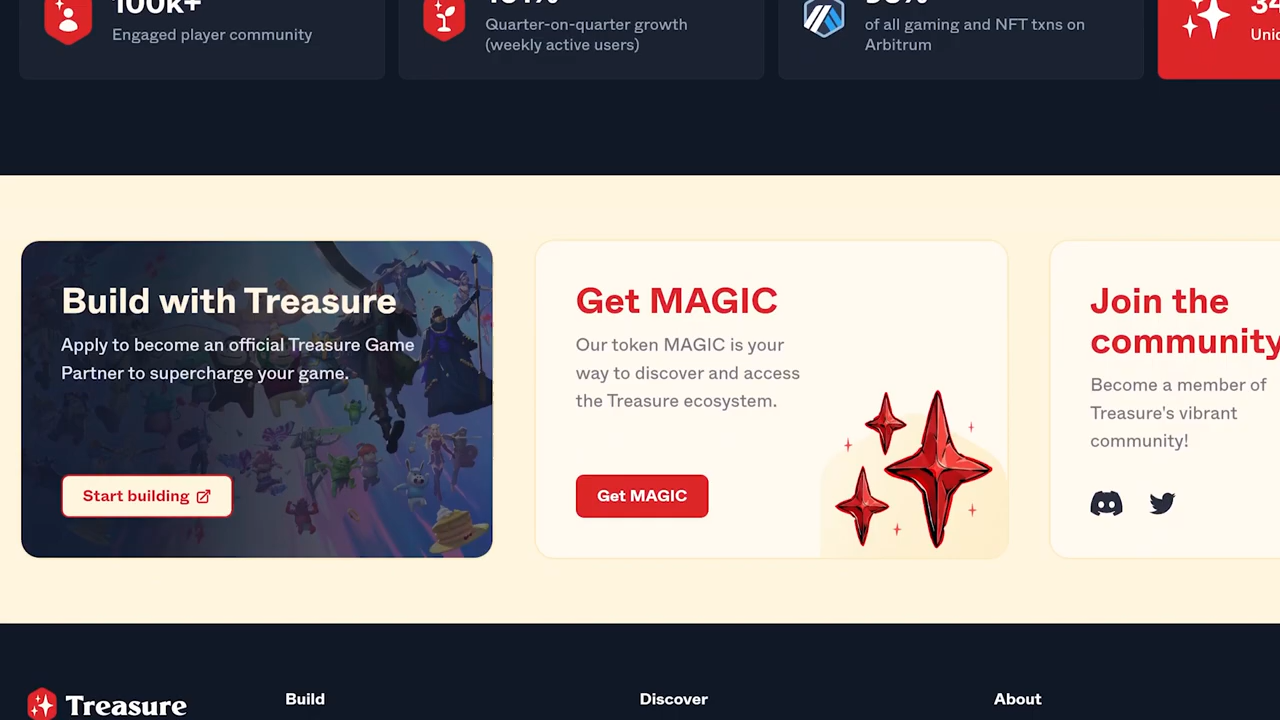 100k+
Engaged player community
Quarter-on-quarter growth
(weekly active users)
of all gaming and NFT txns on
Arbitrum
Build with Treasure
Apply to become an official Treasure Game
Partner to supercharge your game.
Start building
Get MAGIC
Our token MAGIC is your
way to discover and access
the Treasure ecosystem.
Get MAGIC
Join the
community
Become a member of
Treasure's vibrant
community!
Treasure
Build
Discover
About